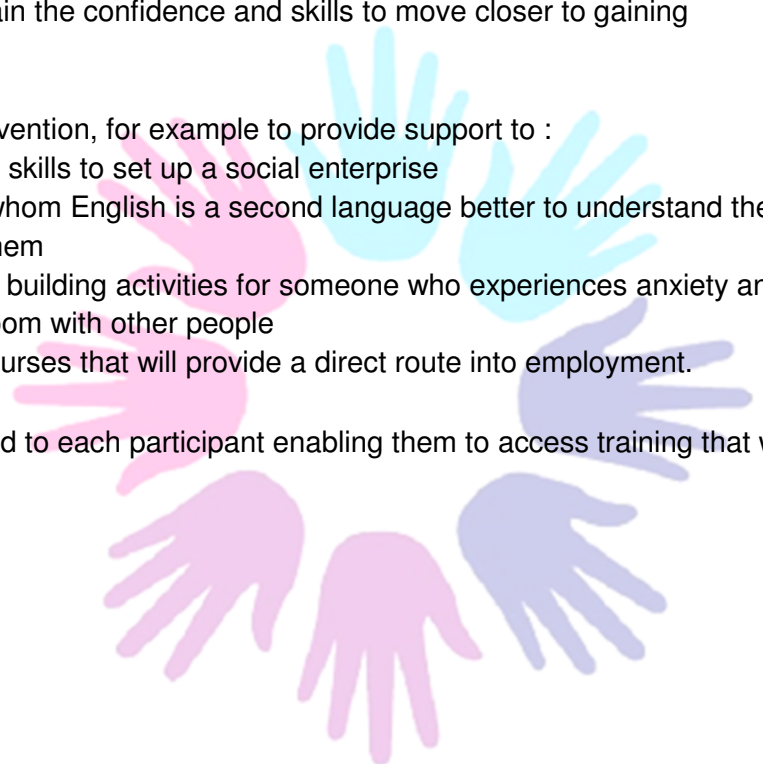 in the confidence and skills to move closer to gaining
vention, for example to provide support to :
skills to set up a social enterprise
whom English is a second language better to understand the
nem
building activities for someone who experiences anxiety an
oom with other people
urses that will provide a direct route into employment.
d to each participant enabling them to access training that w